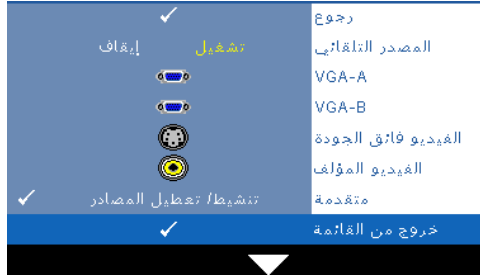 رجوع
المصدر التلقائي تشغيل إيقاف
VGA-A
VGA-B
الفيديو فائق الجودة
الفيديو المؤلف
متقدمة تنشيط/ تعطيل المصادر
خروج من القائمة